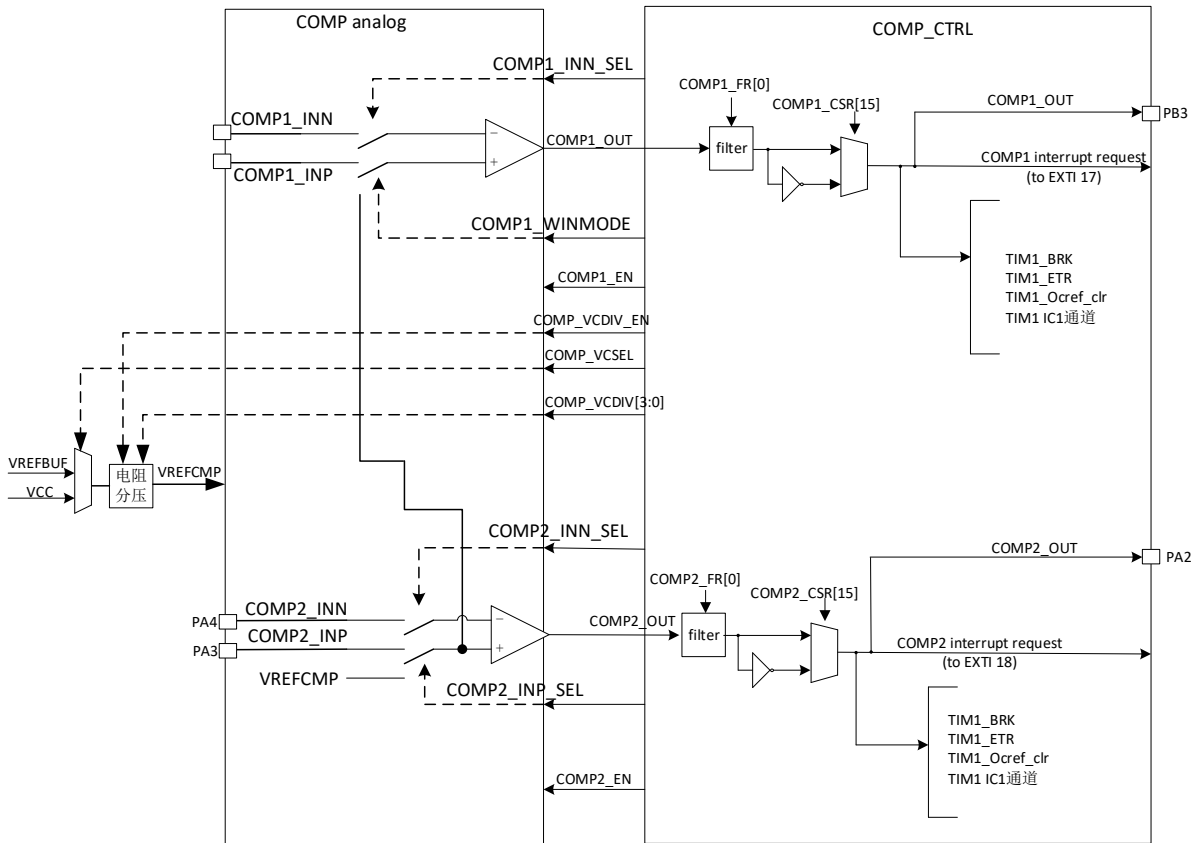 COMP analog
COMP_CTRL
COMP1_INN_SEL
COMP1_FR[0]
COMP1_CSR[15]
COMP1_OUT
PB3
COMP1_INN
COMP1_OUT
filter
COMP1 interrupt request
(to EXTI 17)
COMP1_INP
COMP1_WINMODE
COMP1_EN
TIM1_BRK
TIM1_ETR
TIM1_Ocref_clr
TIM1 IC1通道
COMP_VCDIV_EN
COMP_VCSEL
COMP_VCDIV[3:0]
VREFBUF
VCC
电阻
分压
VREFCMP
COMP2_INN_SEL
COMP2_OUT
PA2
COMP2_FR[0]
COMP2_CSR[15]
PA4
COMP2_INN
COMP2_OUT
filter
COMP2 interrupt request
(to EXTI 18)
PA3
COMP2_INP
VREFCMP
COMP2_INP_SEL
TIM1_BRK
TIM1_ETR
TIM1_Ocref_clr
TIM1 IC1通道
COMP2_EN